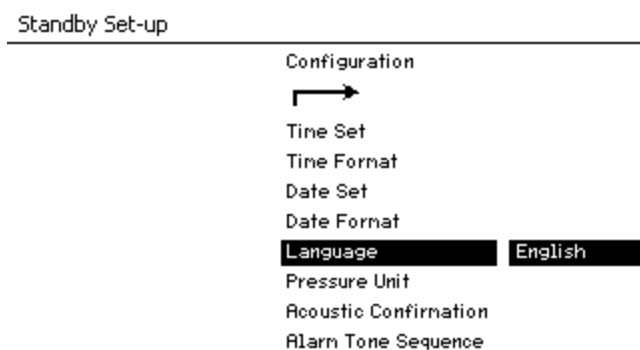 Standby Set-up
Configuration
Time Set
Time Format
Date Set
Date Format
Language English
Pressure Unit
Acoustic Confirmation
Alarm Tone Sequence